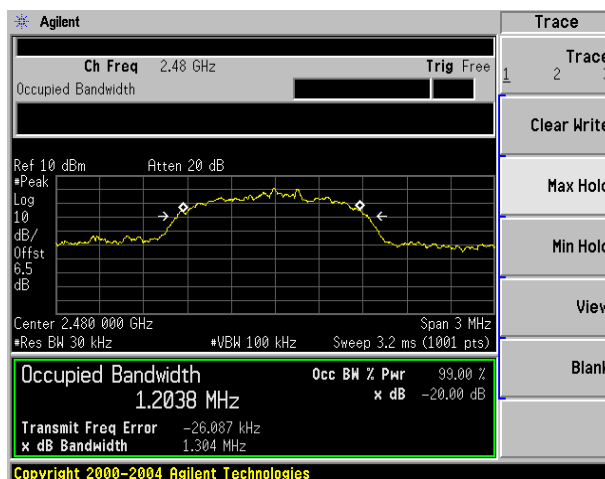 Agilent
Trace
Ch Freq 2.48 GHz Trig Free
Occupied Bandwidth
Trace
1 2 3
Clear Write
Max Hold
Min Hold
View
Blank
Ref 10 dBm Atten 20 dB
#Peak
Log
10
dB/
Offst
6.5
dB
Center 2.480 000 GHz Span 3 MHz
#Res BW 30 kHz #VBW 100 kHz Sweep 3.2 ms (1001 pts)
Occupied Bandwidth Occ BW % Pwr 99.00 %
1.2038 MHz x dB -20.00 dB
Transmit Freq Error -26.087 kHz
x dB Bandwidth 1.304 MHz
Copyright 2000-2004 Agilent Technologies